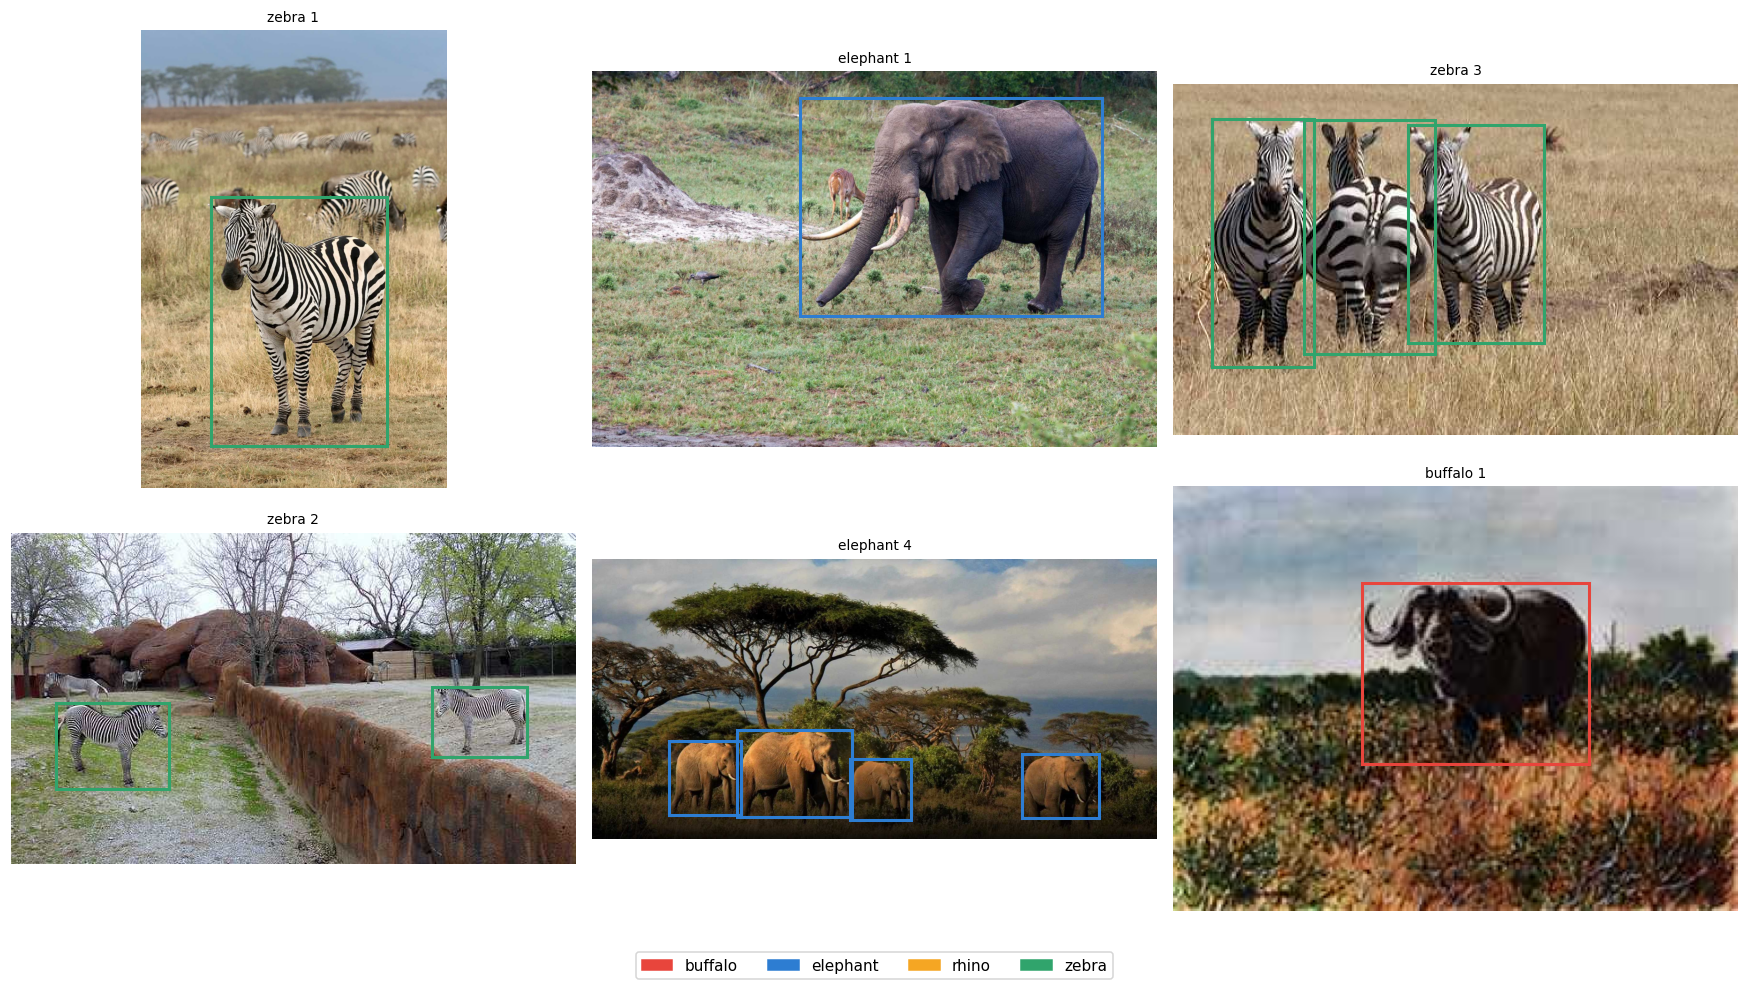 zebra 1
elephant 1
zebra 3
zebra 2
elephant 4
buffalo 1
buffalo
elephant
rhino
zebra